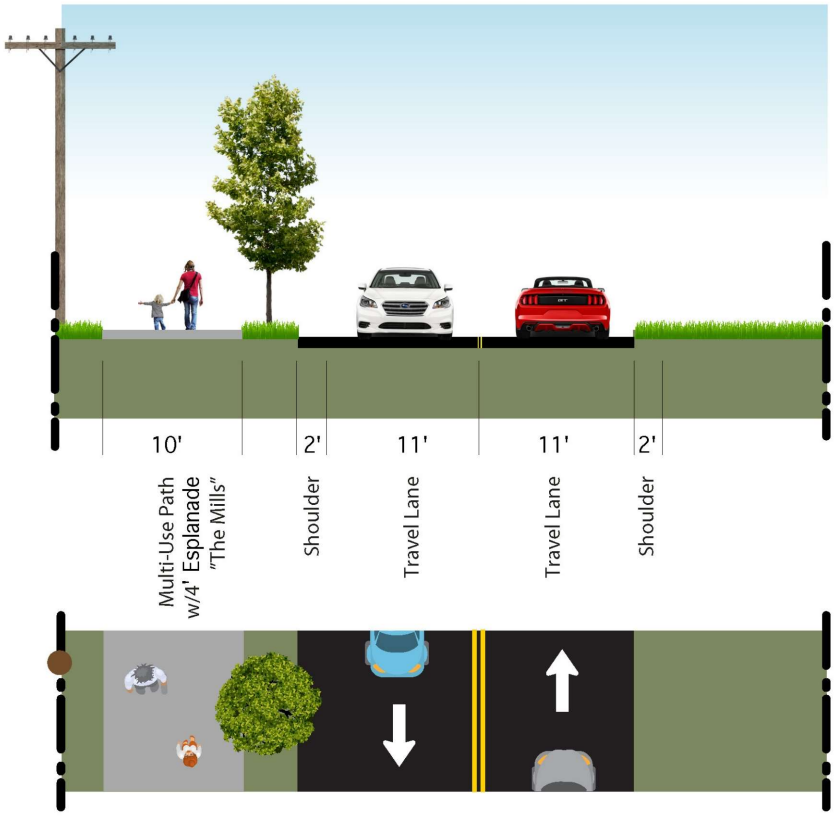 10'
2'
11'
11'
2'
Multi-Use Path
w/4' Esplanade
"The Mills"
Shoulder
Travel Lane
Travel Lane
Shoulder